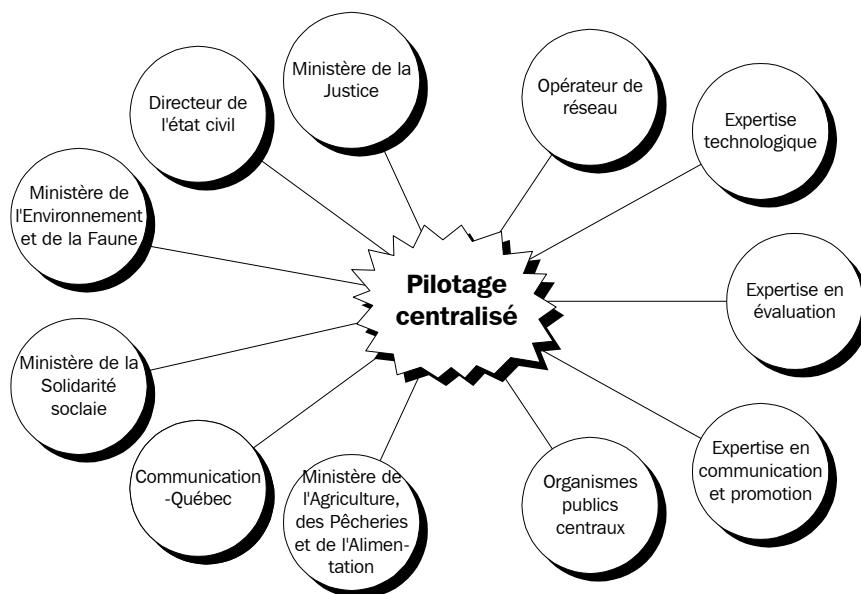 Ministère de la
Justice
Opérateur de
réseau
Directeur de
l'état civil
Expertise
technologique
Ministère de
l'Environnement
et de la Faune
Pilotage
centralisé
Expertise en
évaluation
Ministère de la
Solidarité
soclaie
Communication
-Québec
Ministère de
l'Agriculture,
des Pêcheries
et de l'Alimen-
tation
Organismes
publics
centraux
Expertise en
communication
et promotion